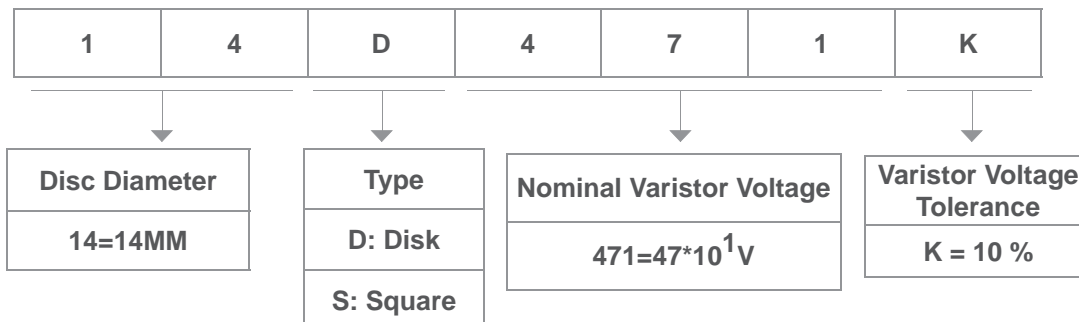 1 4 D 4 7 1 K
Disc Diameter
14=14MM
Type
D: Disk
S: Square
Nominal Varistor Voltage
471=47*10¹V
Varistor Voltage
Tolerance
K = 10 %